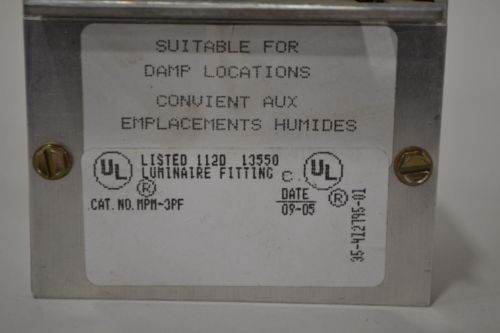 SUITABLE FOR
DAMP LOCATIONS
CONVIENT AUX
EMPLACEMENTS HUMIDES
UL LISTED 112D 13550 C UL
LUMINAIRE FITTING
® ®
CAT. NO. MPM-3PF
DATE
09-05
35-412795-01